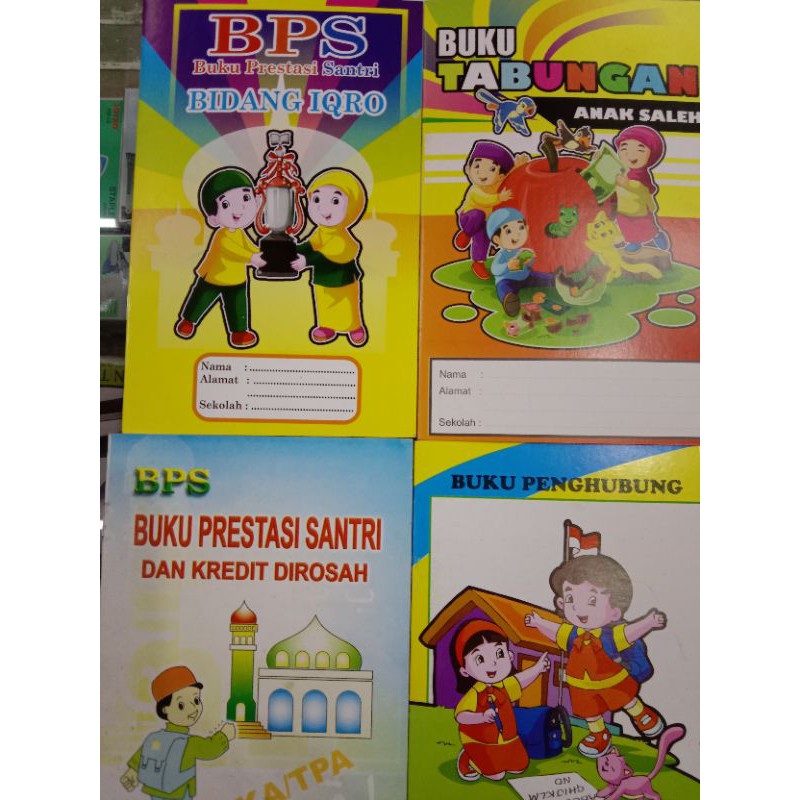 BPS
Buku Prestasi Santri
BIDANG IQRO
Nama :
Alamat :
Sekolah :
BUKU
TABUNGAN
ANAK SALEH
Nama :
Alamat :
Sekolah :
BPS
BUKU PRESTASI SANTRI
DAN KREDIT DIROSAH
KA/TPA
BUKU PENGHUBUNG
GHIJKLM